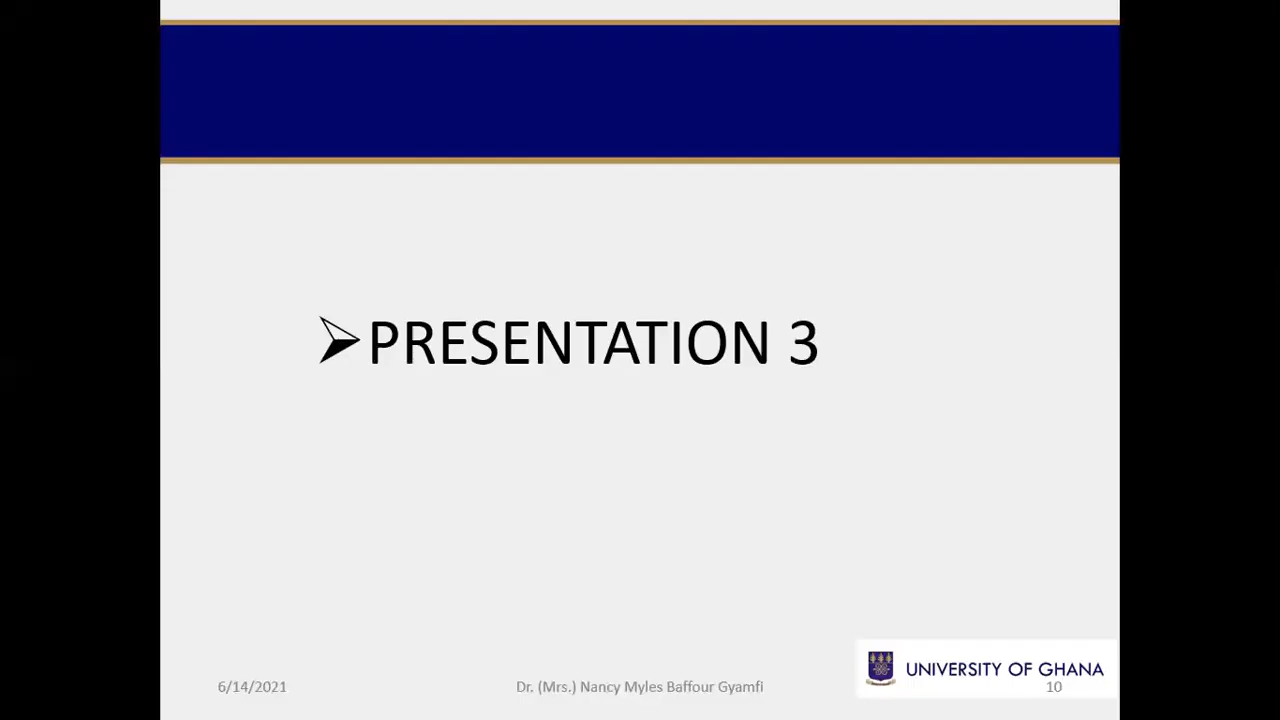 PRESENTATION 3
UNIVERSITY OF GHANA
6/14/2021
Dr. (Mrs.) Nancy Myles Baffour Gyamfi
10